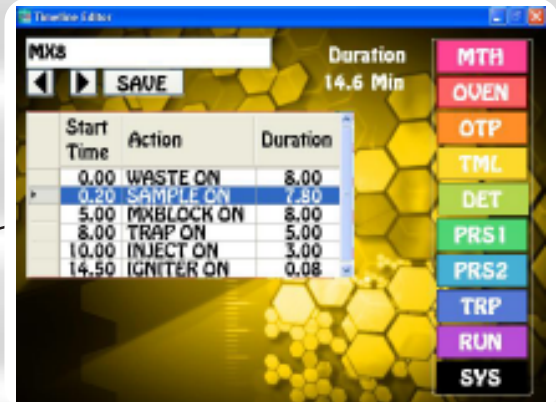 Timeline Editor
MX8
Duration
SAVE
14.6 Min
Start Time Action Duration
0.00 WASTE ON 8.00
0.20 SAMPLE ON 7.80
5.00 MXBLOCK ON 8.00
8.00 TRAP ON 5.00
10.00 INJECT ON 3.00
14.50 IGNITER ON 0.08
MTH
OVEN
OTP
TML
DET
PRS1
PRS2
TRP
RUN
SYS